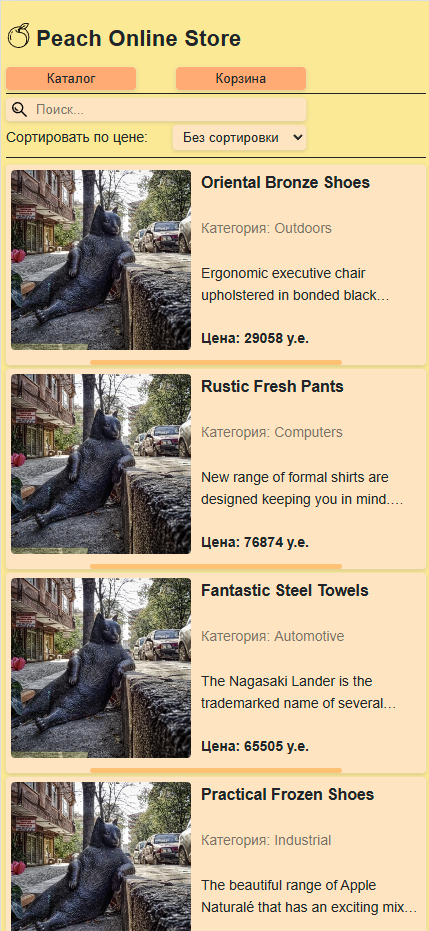 Peach Online Store
Каталог
Корзина
Поиск...
Сортировать по цене:
Без сортировки
Oriental Bronze Shoes
Категория: Outdoors
Ergonomic executive chair
upholstered in bonded black…
Цена: 29058 у.е.
Rustic Fresh Pants
Категория: Computers
New range of formal shirts are
designed keeping you in mind.…
Цена: 76874 у.е.
Fantastic Steel Towels
Категория: Automotive
The Nagasaki Lander is the
trademarked name of several…
Цена: 65505 у.е.
Practical Frozen Shoes
Категория: Industrial
The beautiful range of Apple
Naturalé that has an exciting mix…